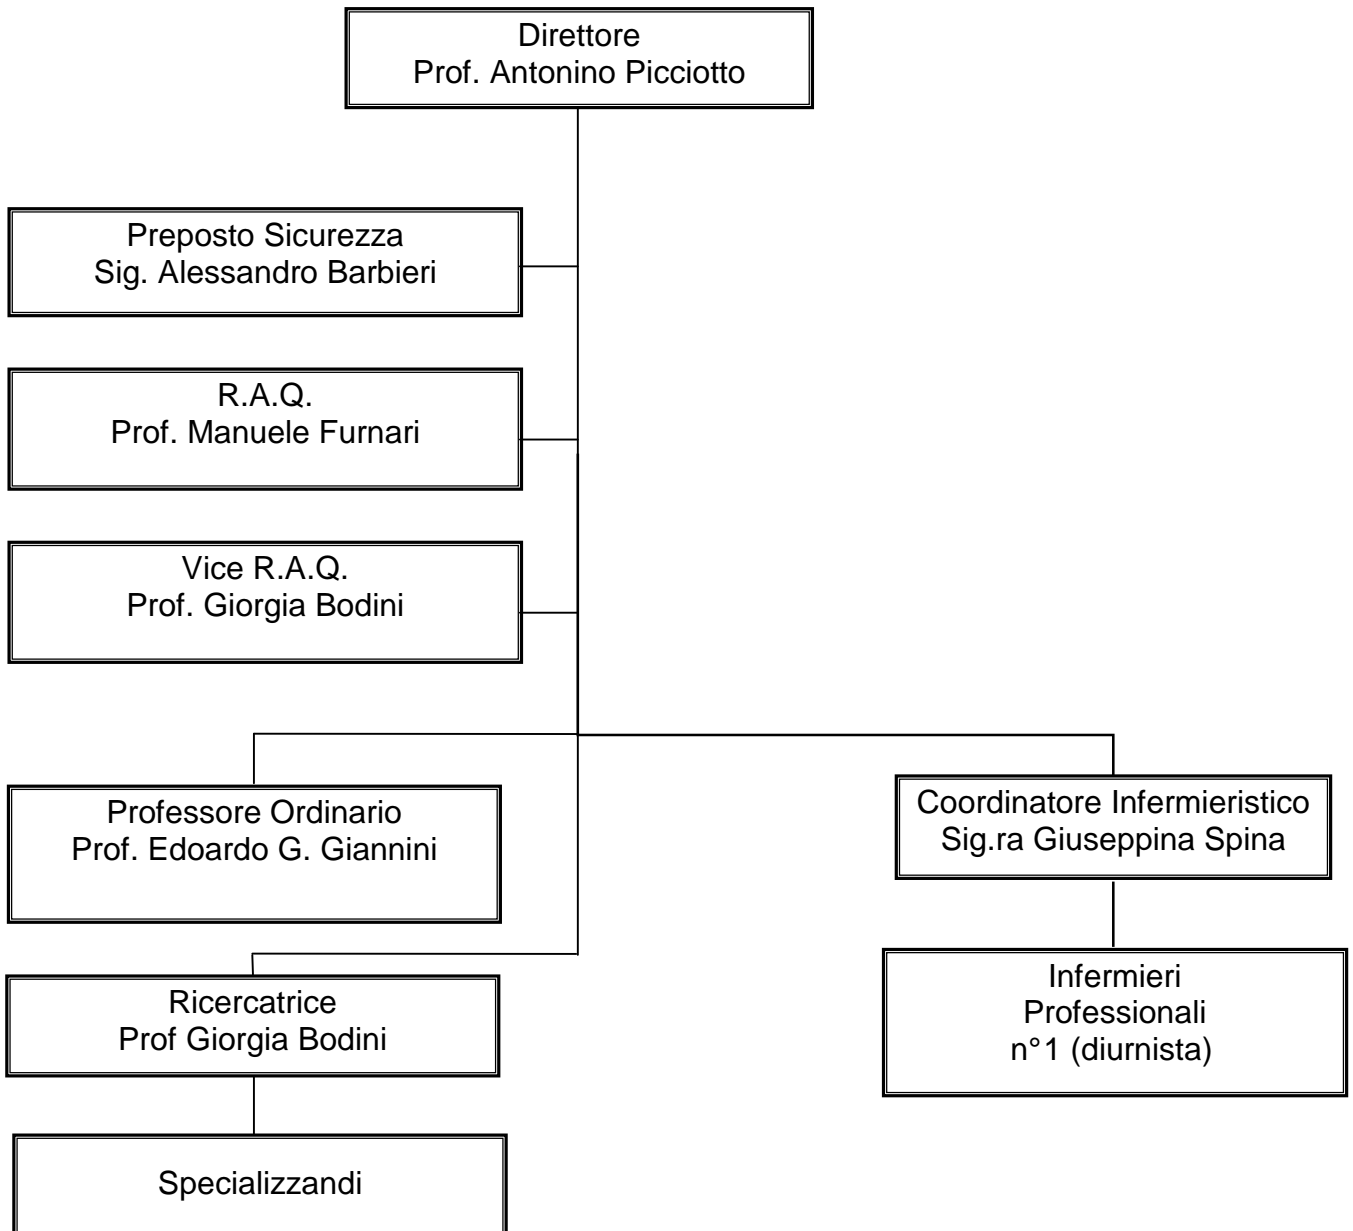 Direttore
Prof. Antonino Picciotto
Preposto Sicurezza
Sig. Alessandro Barbieri
R.A.Q.
Prof. Manuele Furnari
Vice R.A.Q.
Prof. Giorgia Bodini
Professore Ordinario
Prof. Edoardo G. Giannini
Coordinatore Infermieristico
Sig.ra Giuseppina Spina
Ricercatrice
Prof Giorgia Bodini
Infermieri
Professionali
n°1 (diurnista)
Specializzandi